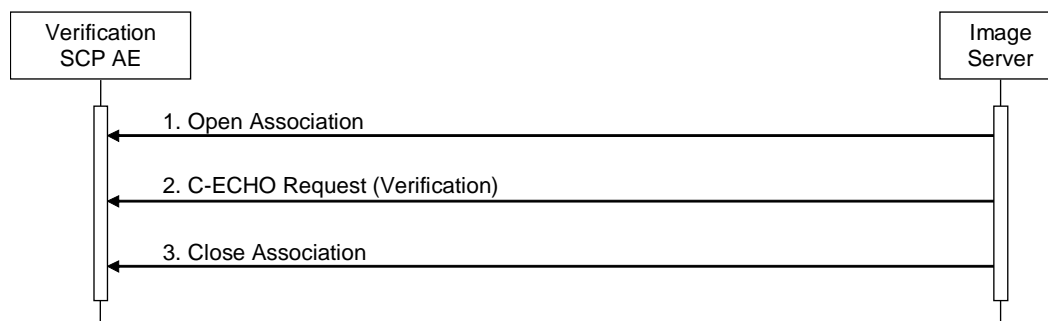 Verification
SCP AE
Image
Server
1. Open Association
2. C-ECHO Request (Verification)
3. Close Association